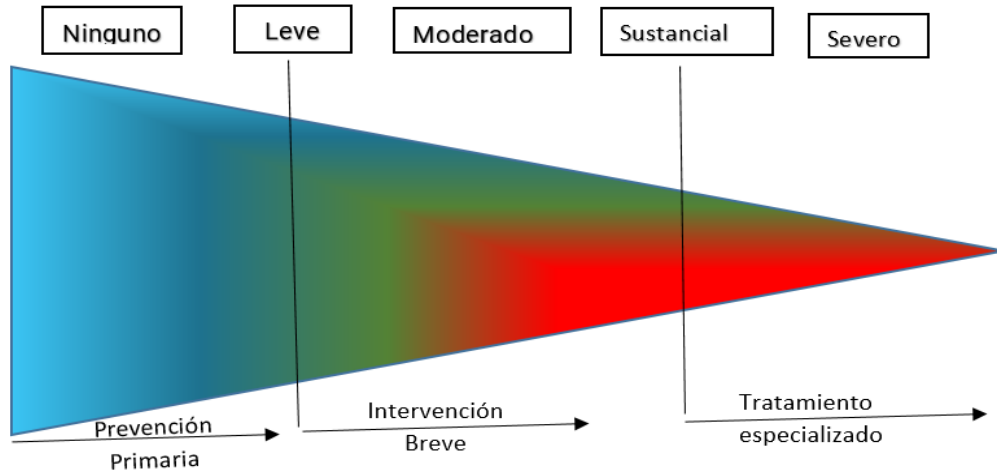 Ninguno
Leve
Moderado
Sustancial
Severo
Prevención
Primaria
Intervención
Breve
Tratamiento
especializado